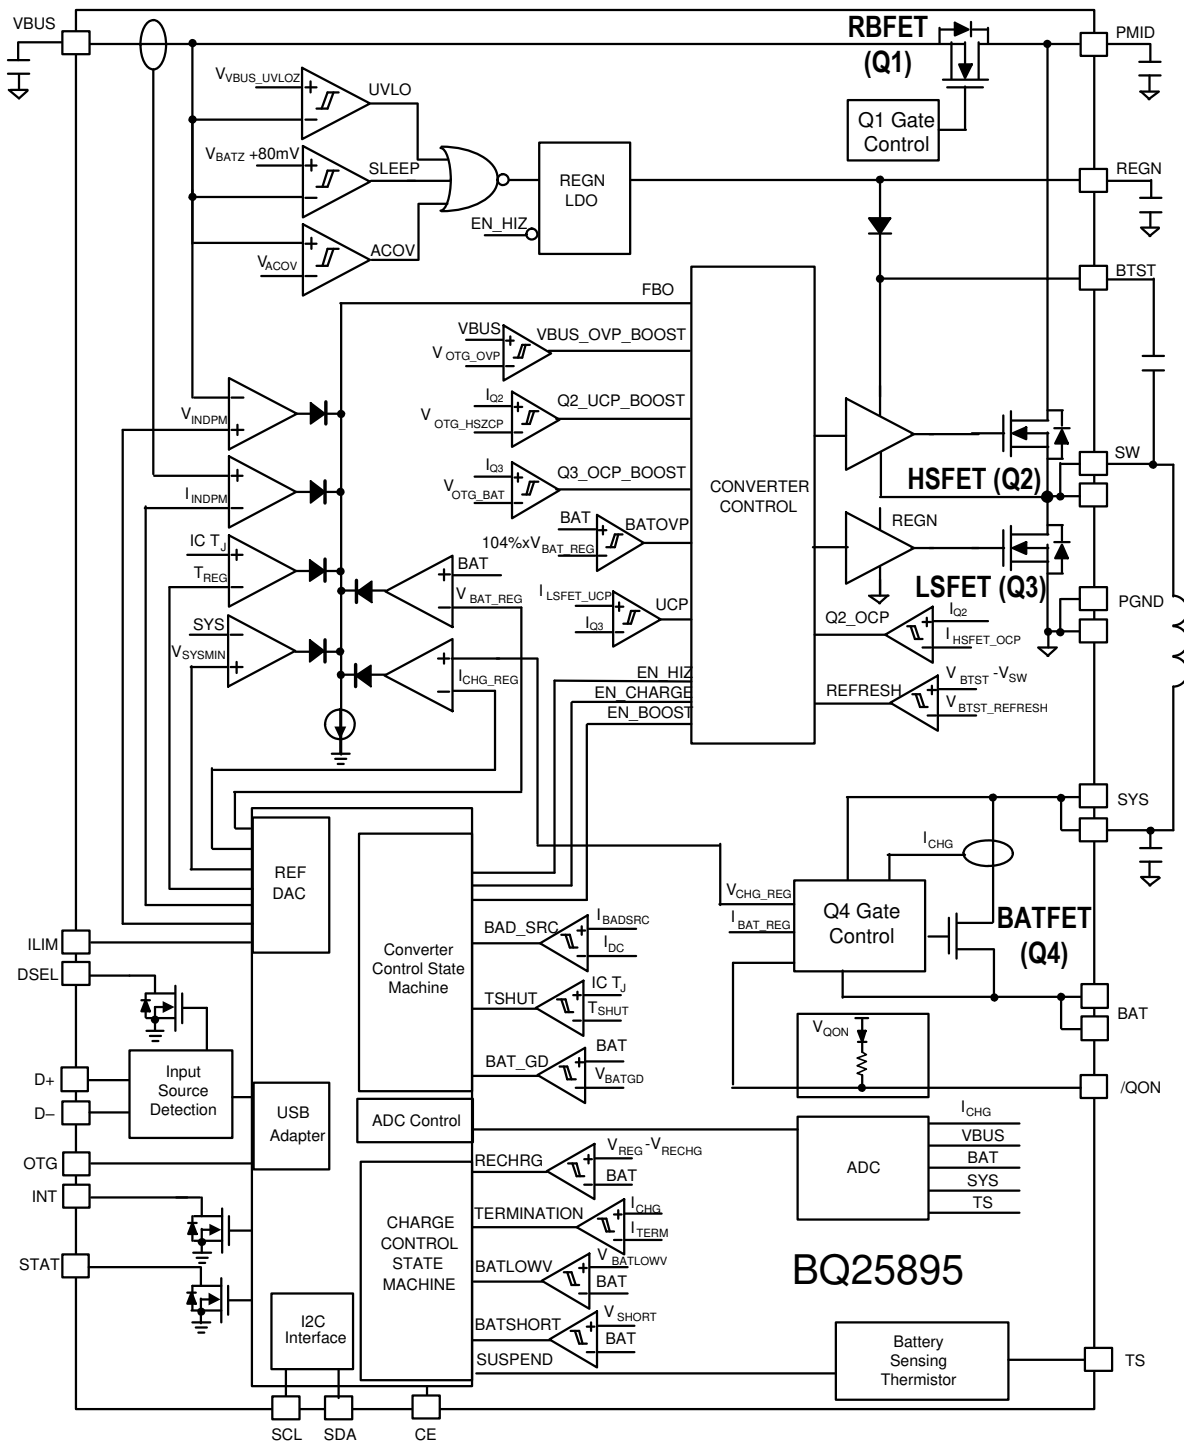 VBUS
RBFET
(Q1)
PMID
V_VBUS_UVLOZ
UVLO
Q1 Gate
Control
V_BATZ +80mV
SLEEP
REGN
LDO
REGN
EN_HIZ
V_ACOV
ACOV
BTST
FBO
VBUS
V_OTG_OVP
VBUS_OVP_BOOST
V_INDPM
I_Q2
V_OTG_HSZCP
Q2_UCP_BOOST
SW
HSFET (Q2)
I_INDPM
I_Q3
V_OTG_BAT
Q3_OCP_BOOST
CONVERTER
CONTROL
REGN
BAT
104%xV_BAT_REG
BATOVP
IC T_J
T_REG
BAT
V_BAT_REG
LSFET (Q3)
I_LSFET_UCP
I_Q3
UCP
PGND
Q2_OCP
I_Q2
I_HSFET_OCP
SYS
V_SYSMIN
I_CHG_REG
EN_HIZ
EN_CHARGE
EN_BOOST
REFRESH
V_BTST -V_SW
V_BTST_REFRESH
SYS
I_CHG
REF
DAC
V_CHG_REG
I_BAT_REG
Q4 Gate
Control
BATFET
(Q4)
ILIM
Converter
Control State
Machine
BAD_SRC
I_BADSRC
I_DC
DSEL
TSHUT
IC T_J
T_SHUT
BAT
V_QON
BAT_GD
BAT
V_BATGD
D+
D–
Input
Source
Detection
/QON
USB
Adapter
ADC Control
ADC
I_CHG
VBUS
BAT
SYS
TS
OTG
RECHRG
V_REG -V_RECHG
BAT
INT
CHARGE
CONTROL
STATE
MACHINE
TERMINATION
I_CHG
I_TERM
STAT
BATLOWV
V_BATLOWV
BAT
BQ25895
I2C
Interface
BATSHORT
V_SHORT
BAT
SUSPEND
Battery
Sensing
Thermistor
TS
SCL
SDA
CE